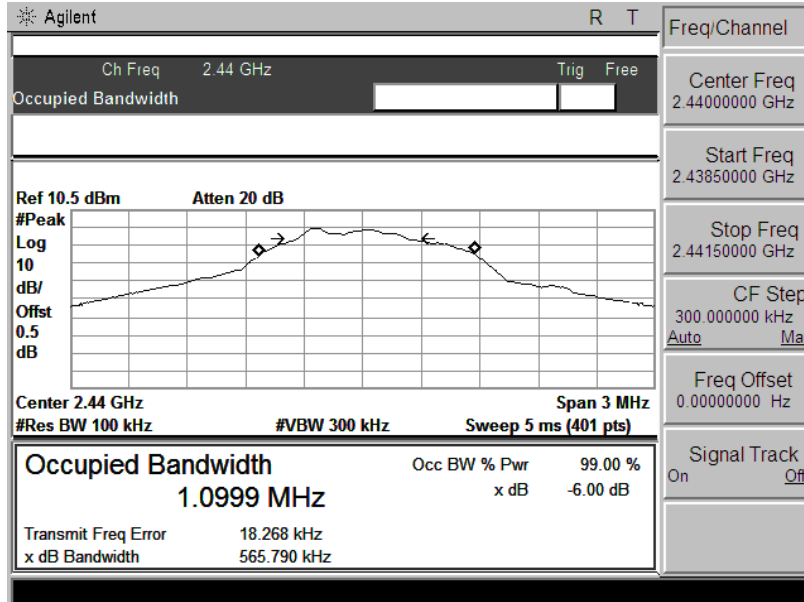 Agilent R T
Ch Freq 2.44 GHz Trig Free
Occupied Bandwidth
Ref 10.5 dBm Atten 20 dB
#Peak
Log
10
dB/
Offst
0.5
dB
Center 2.44 GHz Span 3 MHz
#Res BW 100 kHz #VBW 300 kHz Sweep 5 ms (401 pts)
Occupied Bandwidth Occ BW % Pwr 99.00 %
1.0999 MHz x dB -6.00 dB
Transmit Freq Error 18.268 kHz
x dB Bandwidth 565.790 kHz
Freq/Channel
Center Freq
2.44000000 GHz
Start Freq
2.43850000 GHz
Stop Freq
2.44150000 GHz
CF Step
300.000000 kHz
Auto Ma
Freq Offset
0.00000000 Hz
Signal Track
On Off